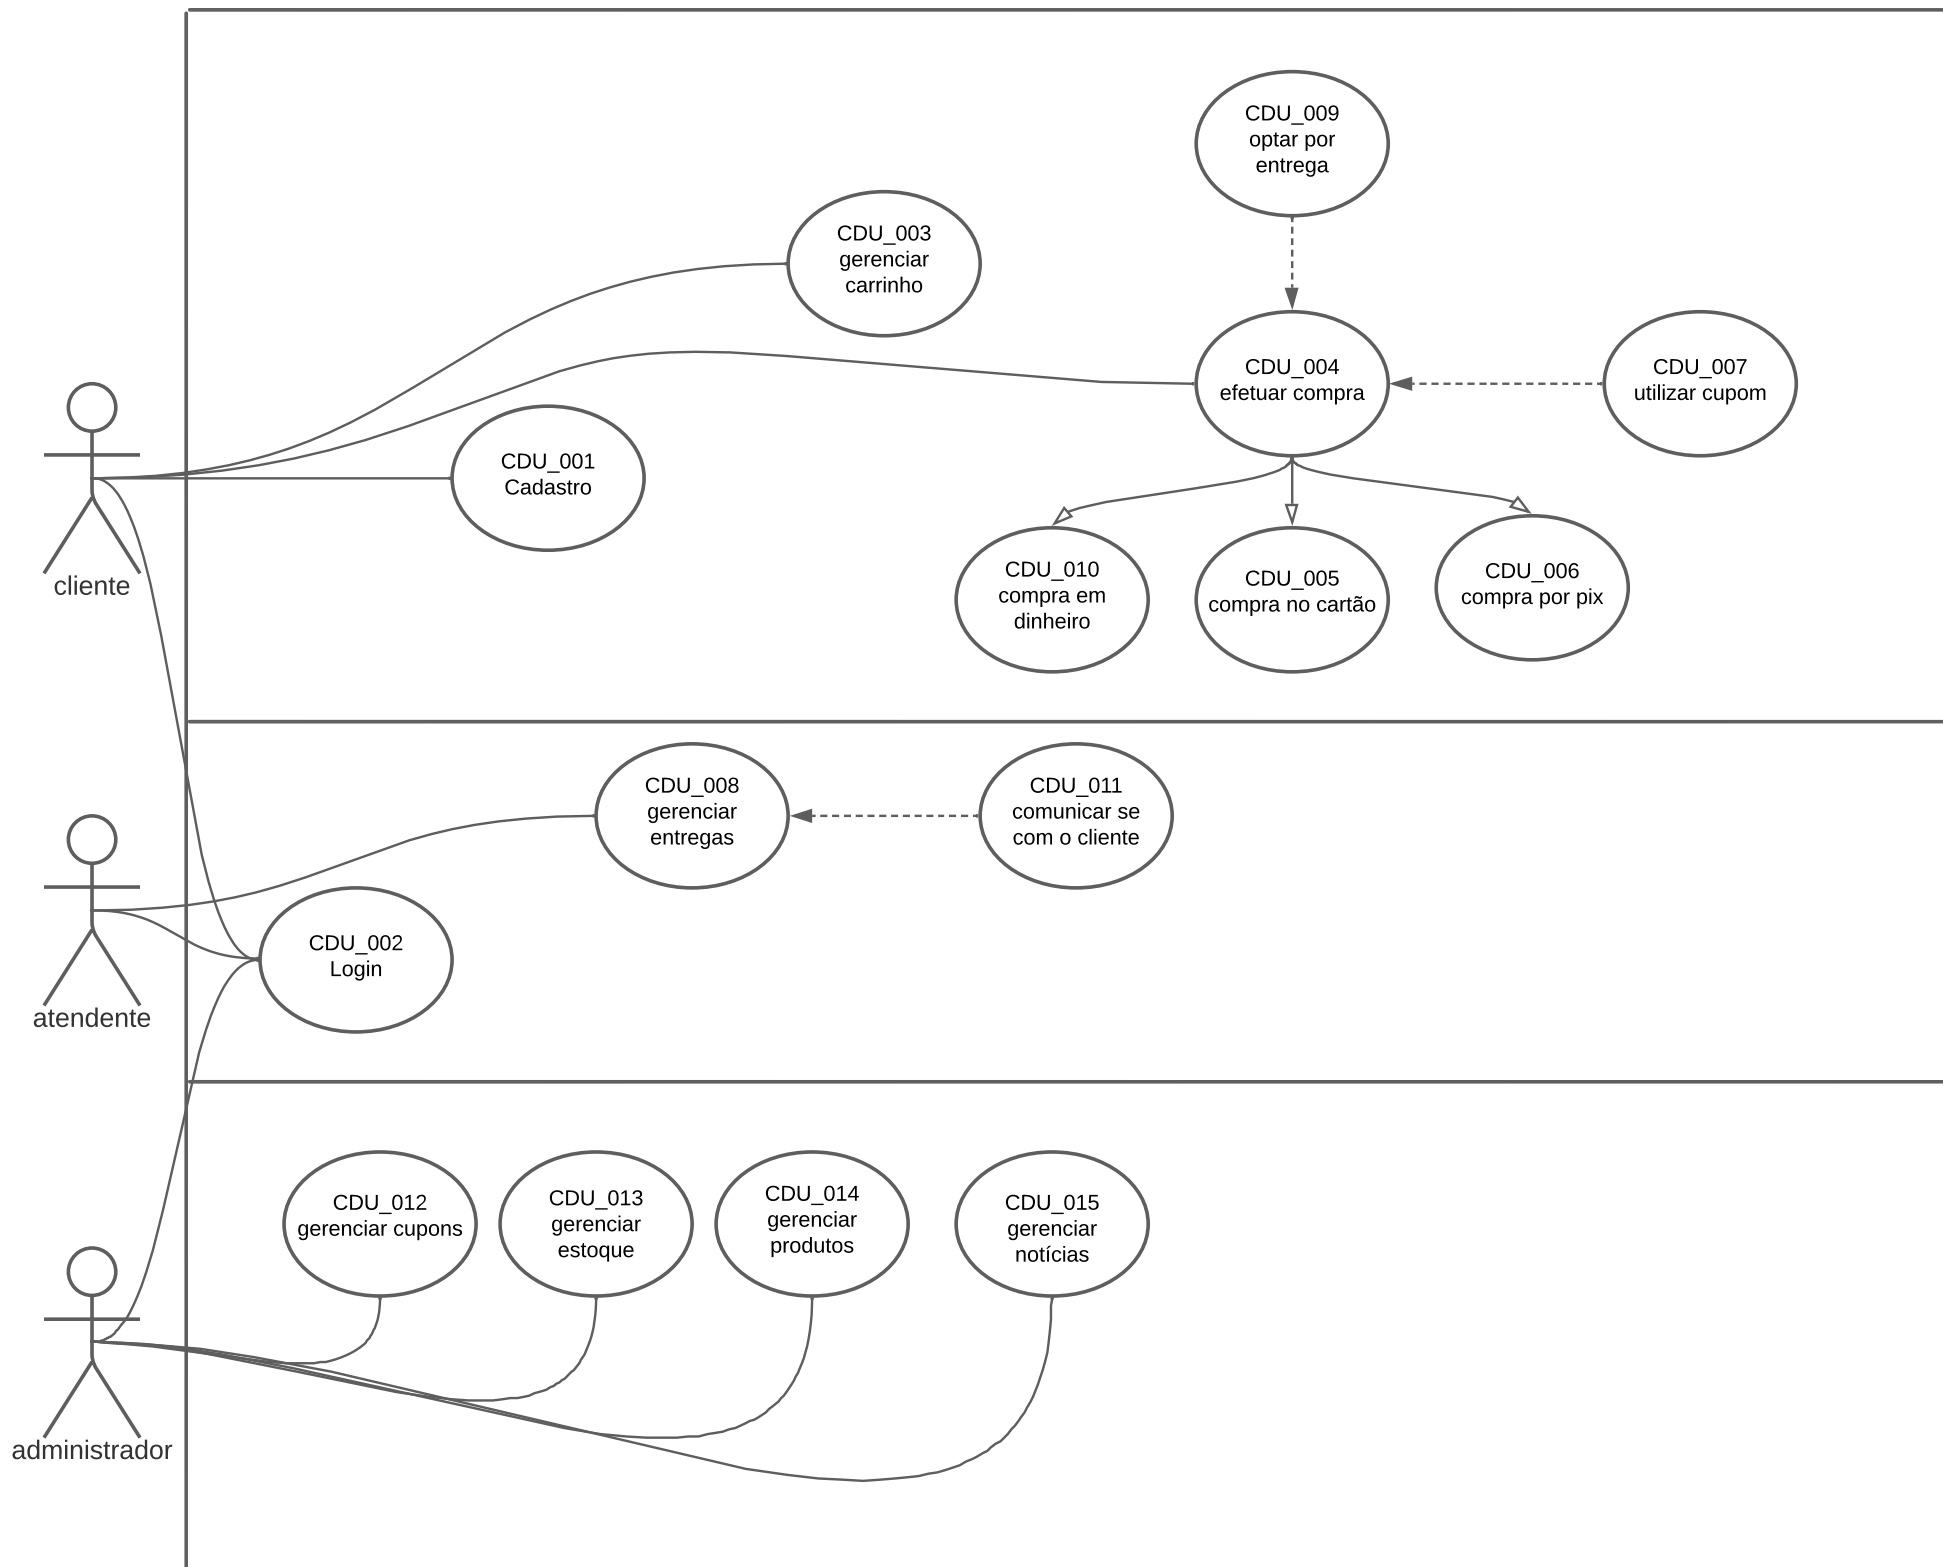 CDU_009
optar por
entrega
CDU_003
gerenciar
carrinho
CDU_004
efetuar compra
CDU_007
utilizar cupom
CDU_001
Cadastro
CDU_010
compra em
dinheiro
CDU_005
compra no cartão
CDU_006
compra por pix
cliente
CDU_008
gerenciar
entregas
CDU_011
comunicar se
com o cliente
CDU_002
Login
atendente
CDU_012
gerenciar cupons
CDU_013
gerenciar
estoque
CDU_014
gerenciar
produtos
CDU_015
gerenciar
notícias
administrador